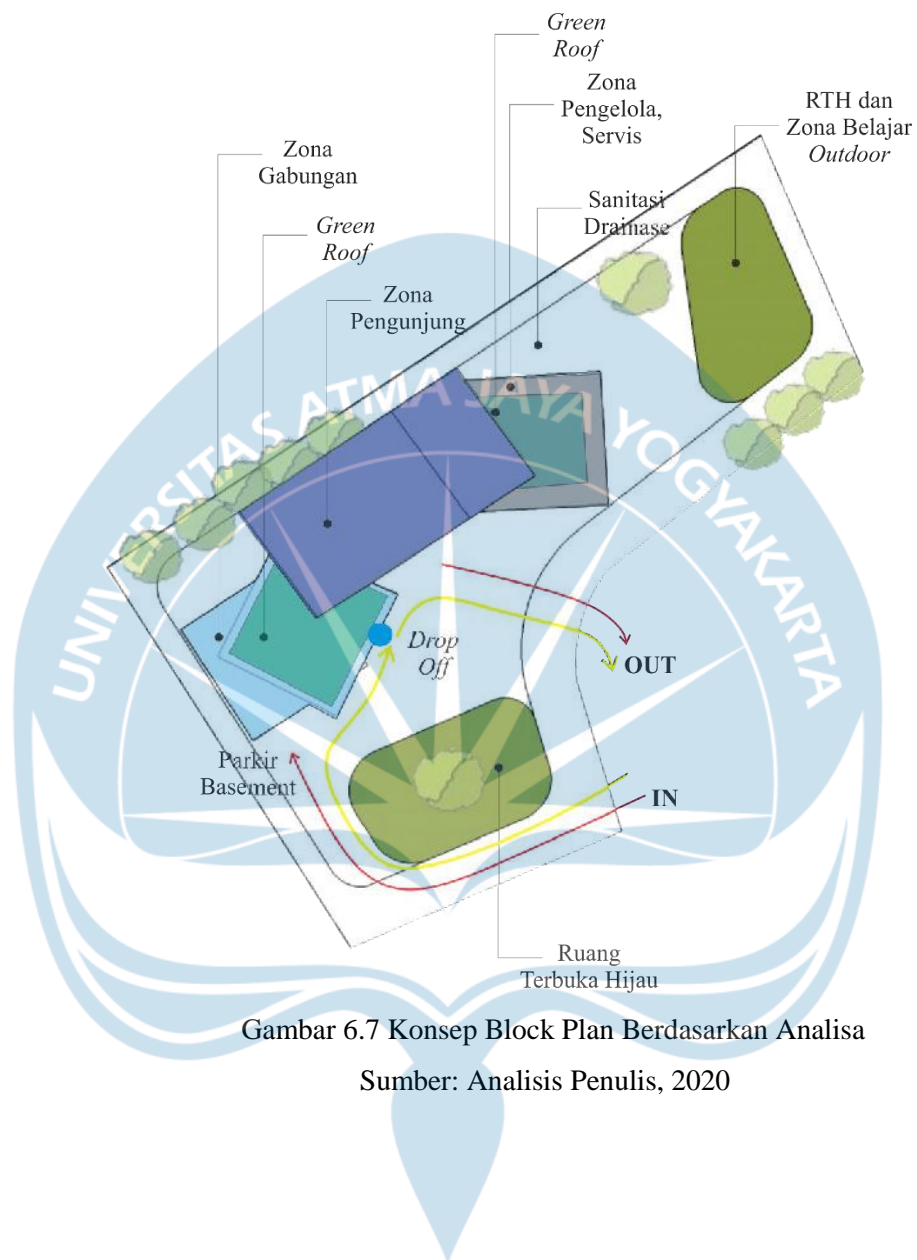 Green
Roof
Zona
Pengelola,
Servis
RTH dan
Zona Belajar
Outdoor
Zona
Gabungan
Sanitasi
Drainase
Green
Roof
Zona
Pengunjung
UNIVERSITAS ATMA JAYA YOGYAKARTA
Drop
Off
OUT
Parkir
Basement
IN
Ruang
Terbuka Hijau
Gambar 6.7 Konsep Block Plan Berdasarkan Analisa
Sumber: Analisis Penulis, 2020